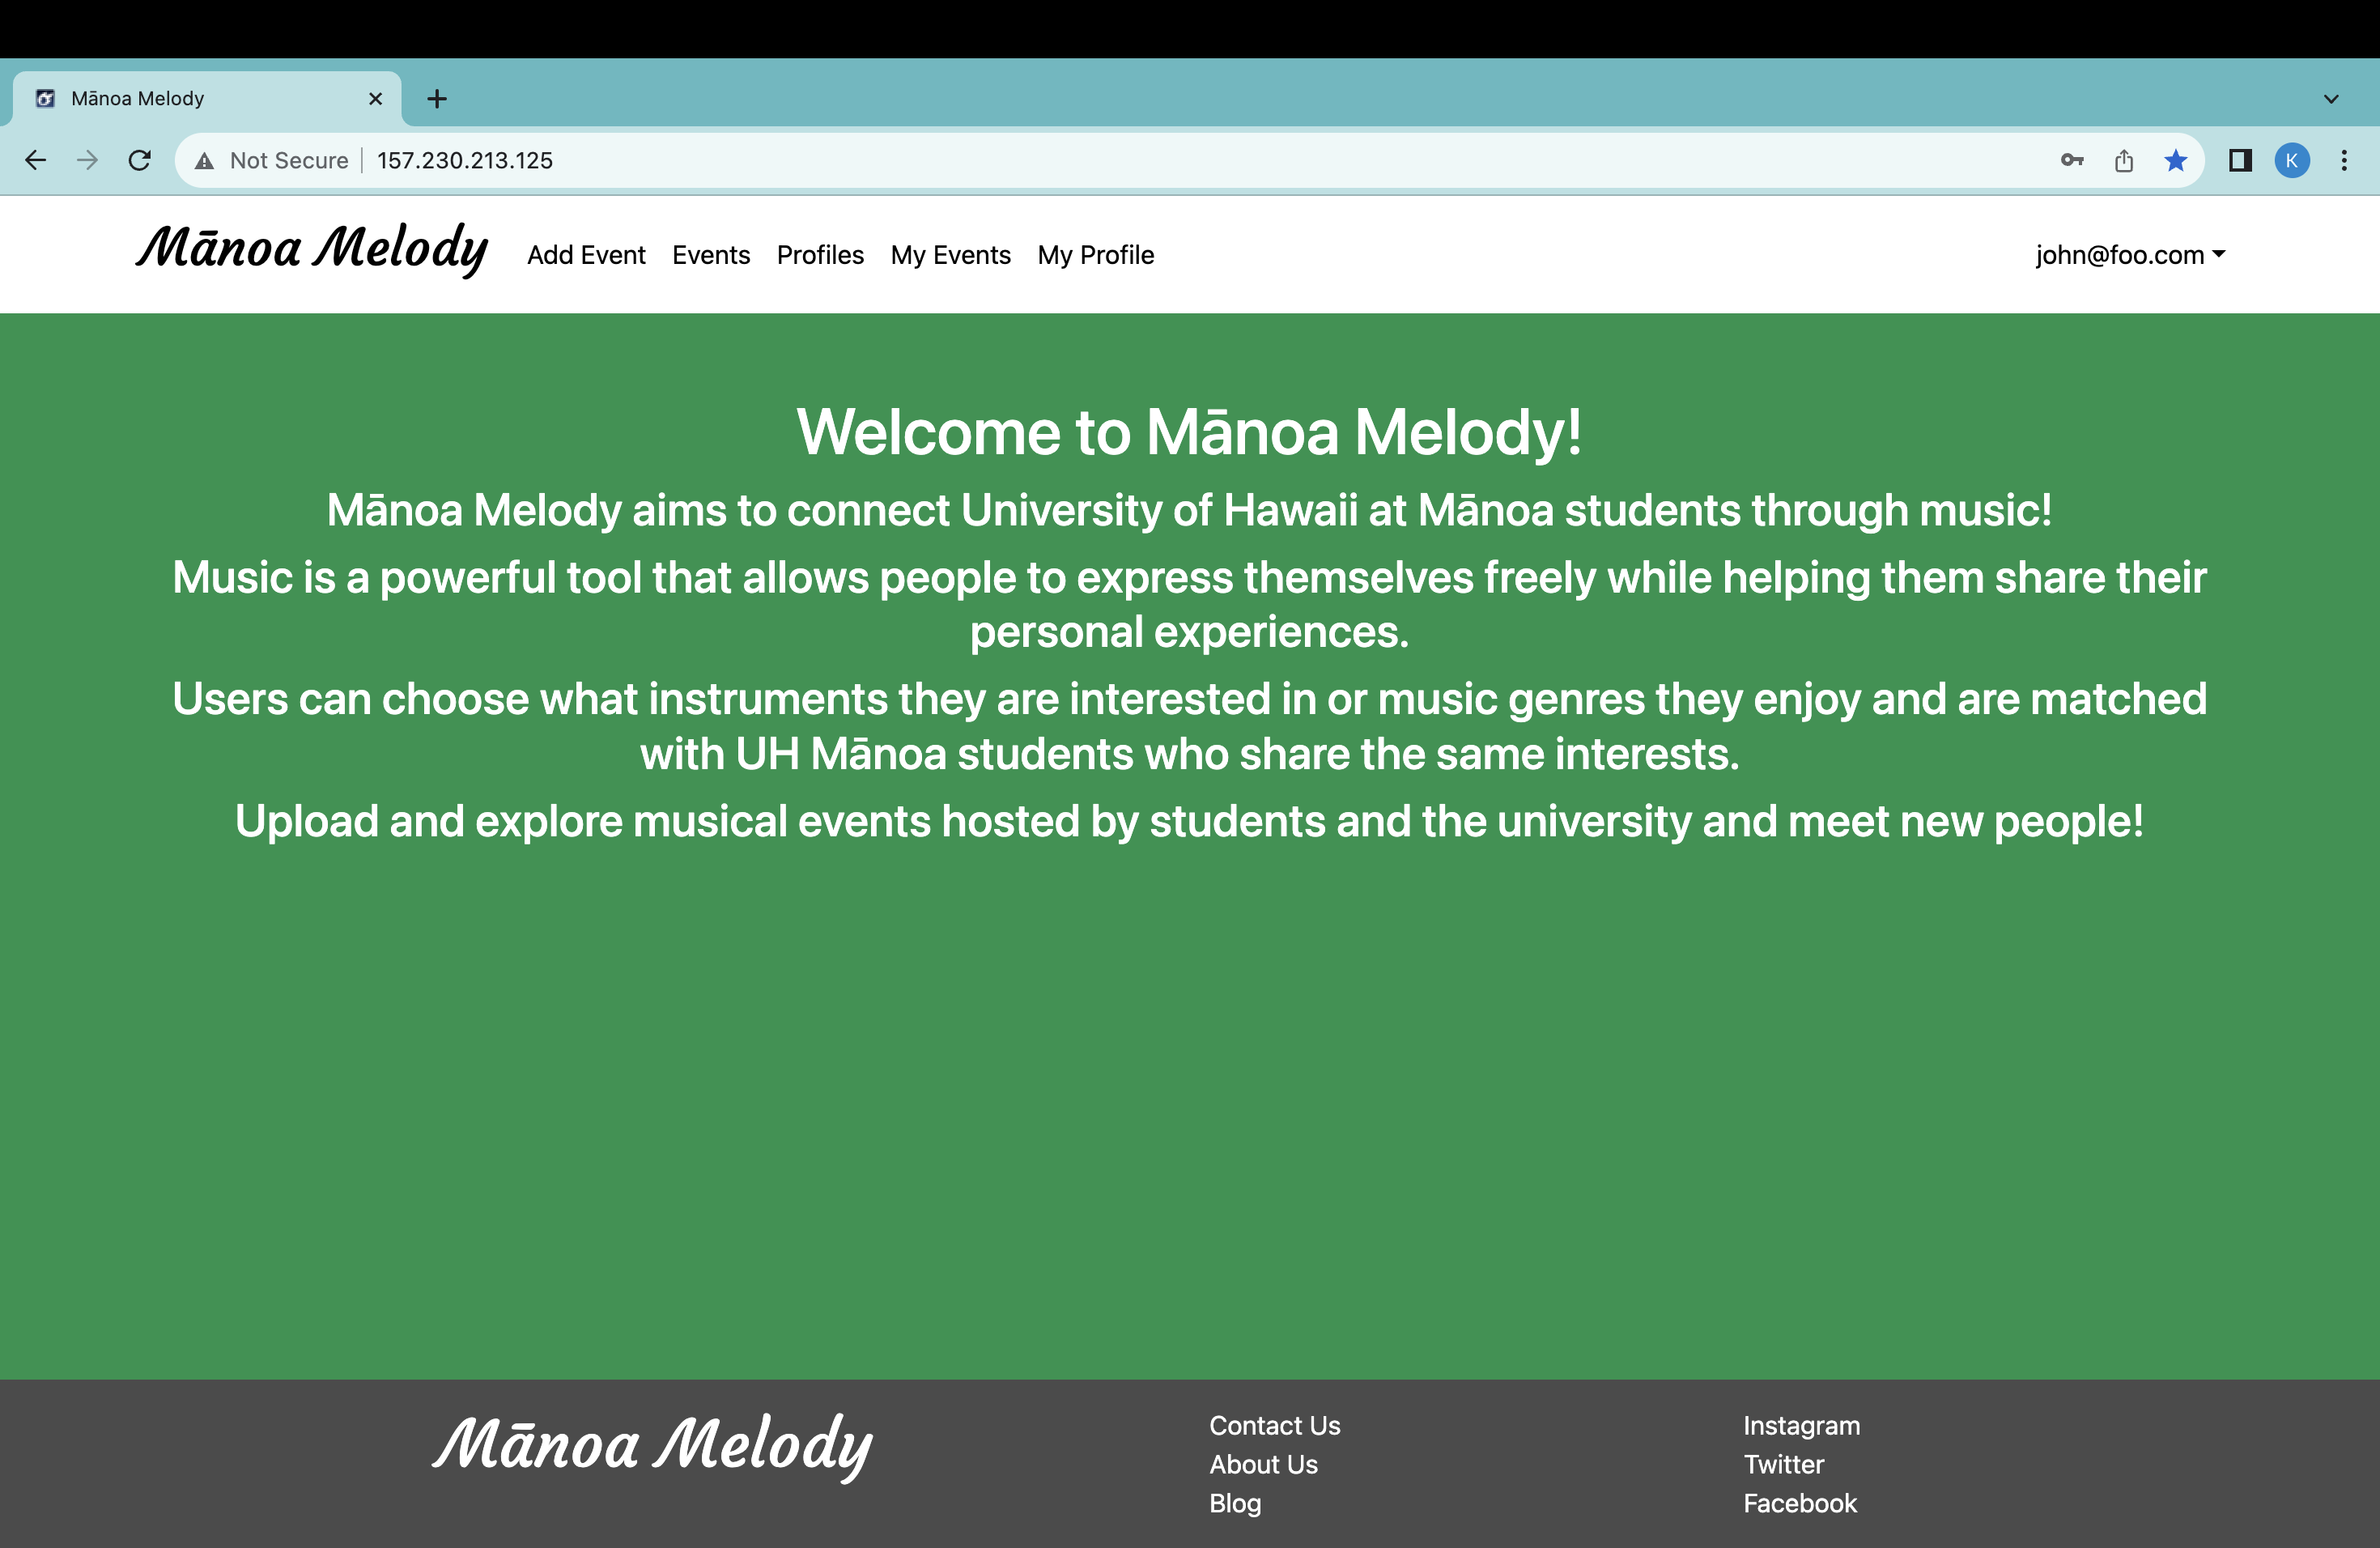 Mānoa Melody
Not Secure 157.230.213.125
K
Mānoa Melody Add Event Events Profiles My Events My Profile john@foo.com
Welcome to Mānoa Melody!
Mānoa Melody aims to connect University of Hawaii at Mānoa students through music!
Music is a powerful tool that allows people to express themselves freely while helping them share their
personal experiences.
Users can choose what instruments they are interested in or music genres they enjoy and are matched
with UH Mānoa students who share the same interests.
Upload and explore musical events hosted by students and the university and meet new people!
Mānoa Melody
Contact Us
About Us
Blog
Instagram
Twitter
Facebook